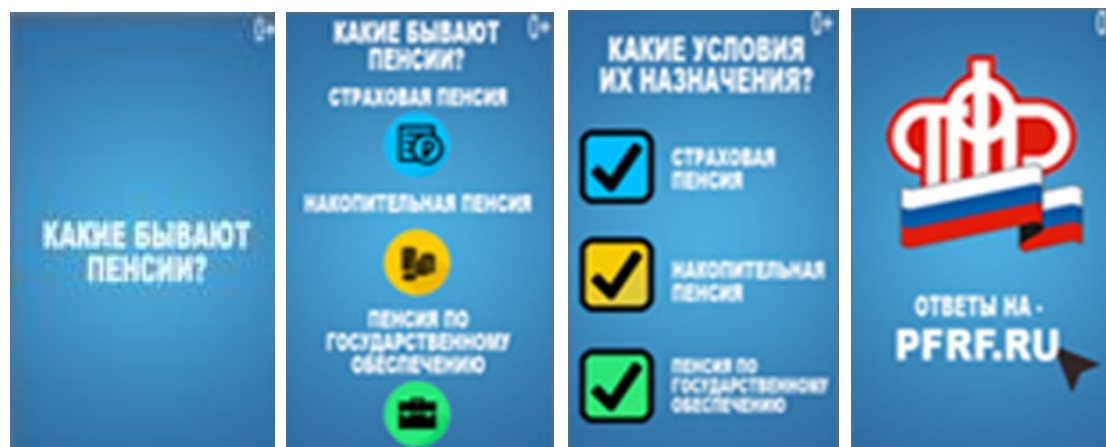 0+
КАКИЕ БЫВАЮТ
ПЕНСИИ?
0+
КАКИЕ БЫВАЮТ
ПЕНСИИ?
СТРАХОВАЯ ПЕНСИЯ
НАКОПИТЕЛЬНАЯ ПЕНСИЯ
ПЕНСИЯ ПО
ГОСУДАРСТВЕННОМУ
ОБЕСПЕЧЕНИЮ
0+
КАКИЕ УСЛОВИЯ
ИХ НАЗНАЧЕНИЯ?
СТРАХОВАЯ
ПЕНСИЯ
НАКОПИТЕЛЬНАЯ
ПЕНСИЯ
ПЕНСИЯ ПО
ГОСУДАРСТВЕННОМУ
ОБЕСПЕЧЕНИЮ
ОТВЕТЫ НА -
PFRF.RU